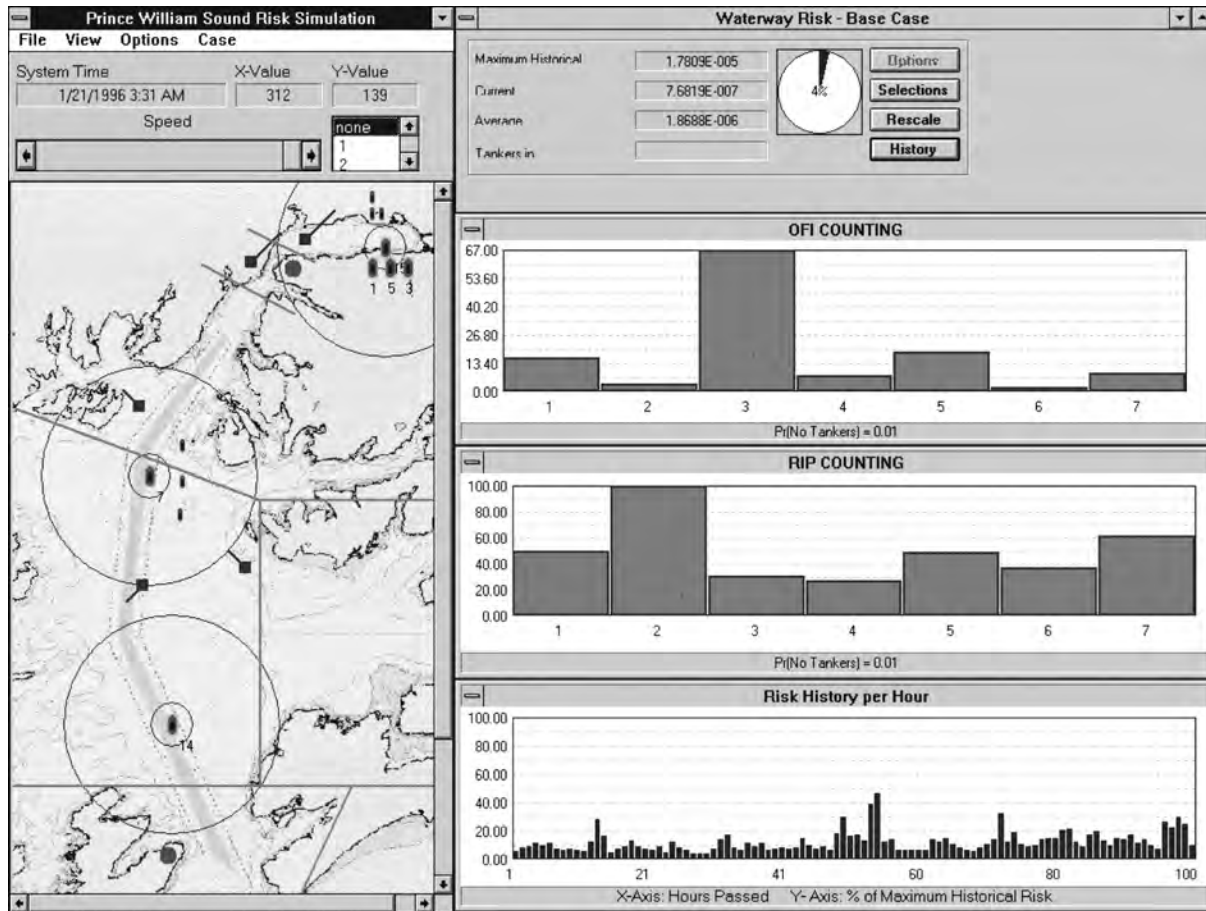 Prince William Sound Risk Simulation
File View Options Case
System Time X-Value Y-Value
1/21/1996 3:31 AM 312 139
Speed
none
1
2
1 5 3
14
Waterway Risk - Base Case
Maximum Historical 1.7809E-005
Current 7.6819E-007
Average 1.8688E-006
Tankers in
4%
Options
Selections
Rescale
History
OFI COUNTING
67.00
53.60
40.20
26.80
13.40
0.00
1 2 3 4 5 6 7
Pr(No Tankers) = 0.01
RIP COUNTING
100.00
80.00
60.00
40.00
20.00
0.00
1 2 3 4 5 6 7
Pr(No Tankers) = 0.01
Risk History per Hour
100.00
80.00
60.00
40.00
20.00
0.00
1 21 41 60 80 100
X-Axis: Hours Passed Y- Axis: % of Maximum Historical Risk